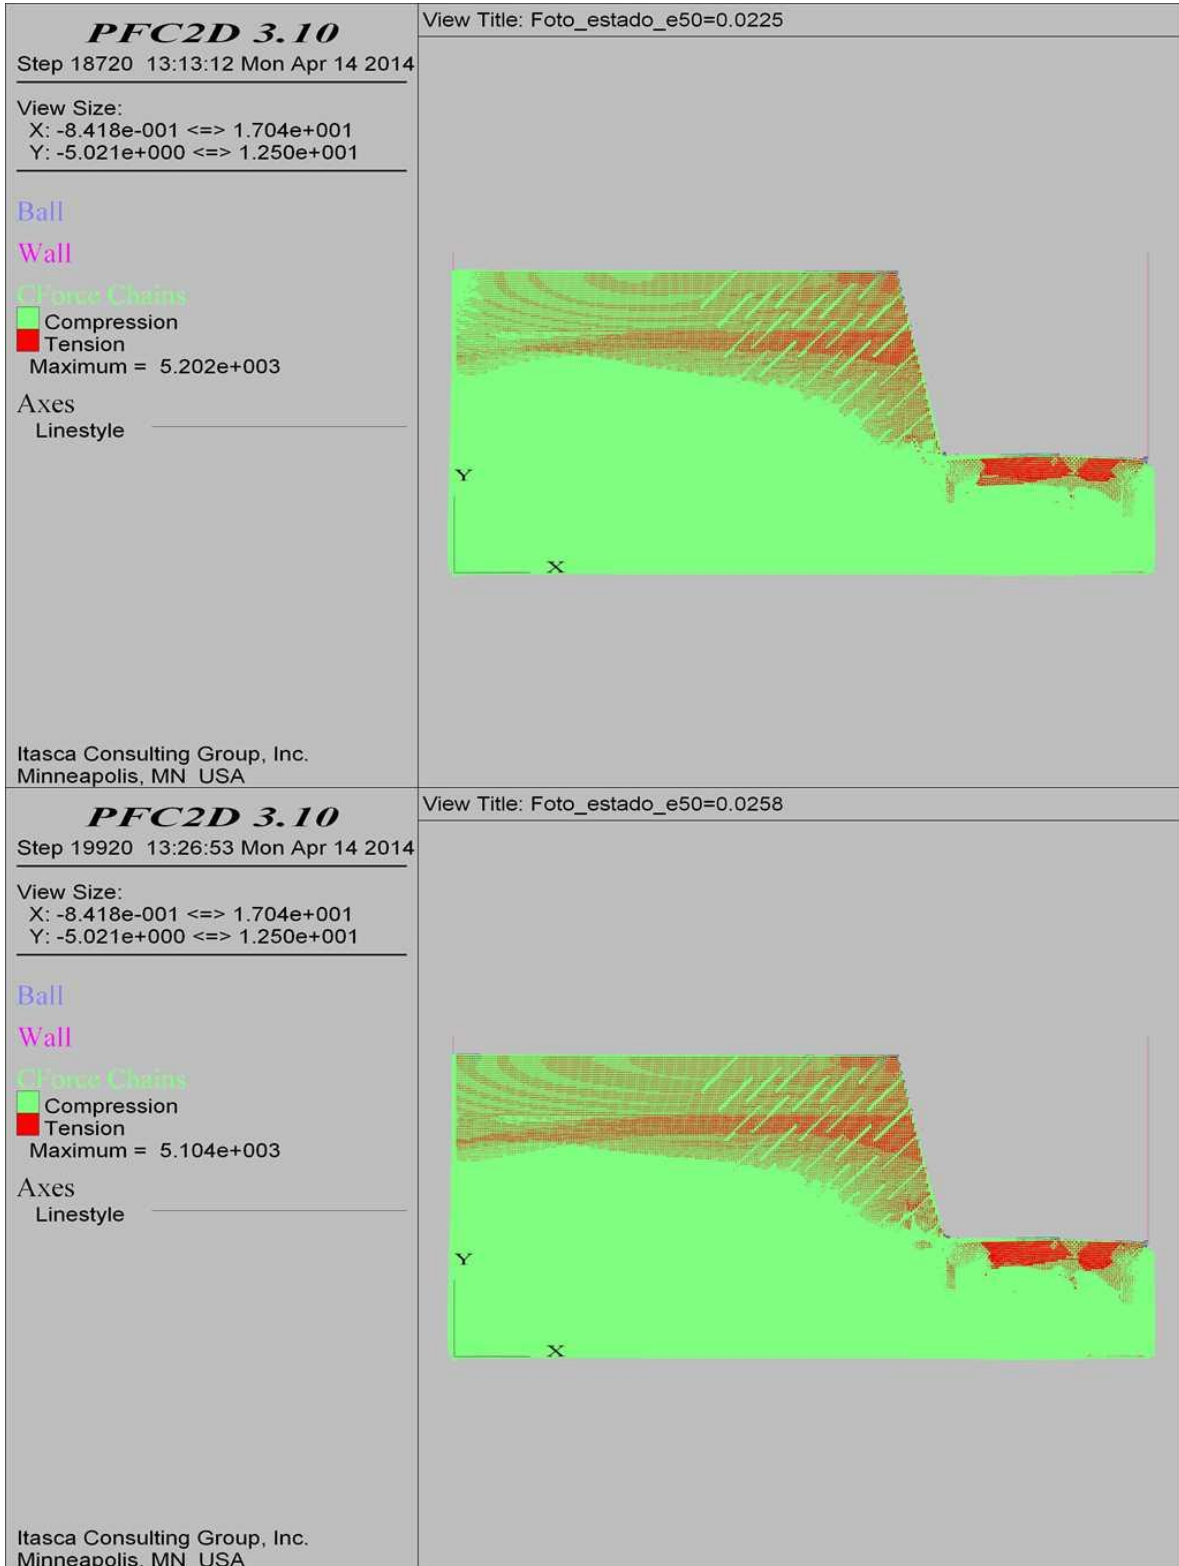 PFC2D 3.10
Step 18720 13:13:12 Mon Apr 14 2014
View Size:
X: -8.418e-001 <=> 1.704e+001
Y: -5.021e+000 <=> 1.250e+001
Ball
Wall
CForce Chains
Compression
Tension
Maximum = 5.202e+003
Axes
Linestyle
Itasca Consulting Group, Inc.
Minneapolis, MN USA
View Title: Foto_estado_e50=0.0225
Y
X
PFC2D 3.10
Step 19920 13:26:53 Mon Apr 14 2014
View Size:
X: -8.418e-001 <=> 1.704e+001
Y: -5.021e+000 <=> 1.250e+001
Ball
Wall
CForce Chains
Compression
Tension
Maximum = 5.104e+003
Axes
Linestyle
Itasca Consulting Group, Inc.
Minneapolis, MN USA
View Title: Foto_estado_e50=0.0258
Y
X